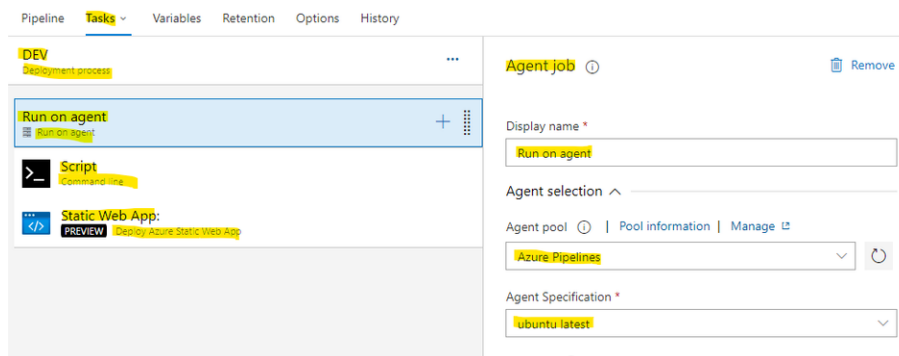 Pipeline Tasks Variables Retention Options History
DEV
Deployment process
Run on agent
Run on agent
Script
Command line
Static Web App:
PREVIEW Deploy Azure Static Web App
Agent job
Remove
Display name *
Run on agent
Agent selection
Agent pool | Pool information | Manage
Azure Pipelines
Agent Specification *
ubuntu latest